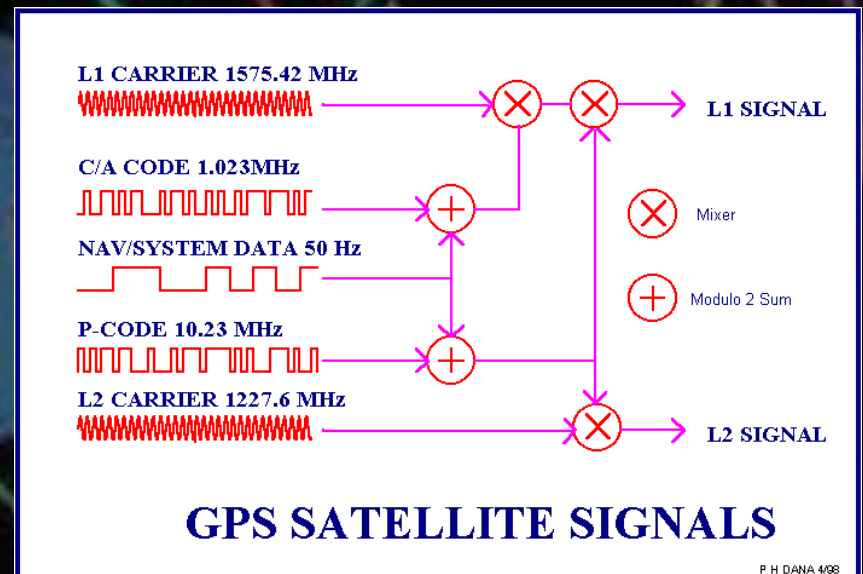 L1 CARRIER 1575.42 MHz
L1 SIGNAL
C/A CODE 1.023MHz
Mixer
NAV/SYSTEM DATA 50 Hz
Modulo 2 Sum
P-CODE 10.23 MHz
L2 CARRIER 1227.6 MHz
L2 SIGNAL
GPS SATELLITE SIGNALS
P H DANA 4/98